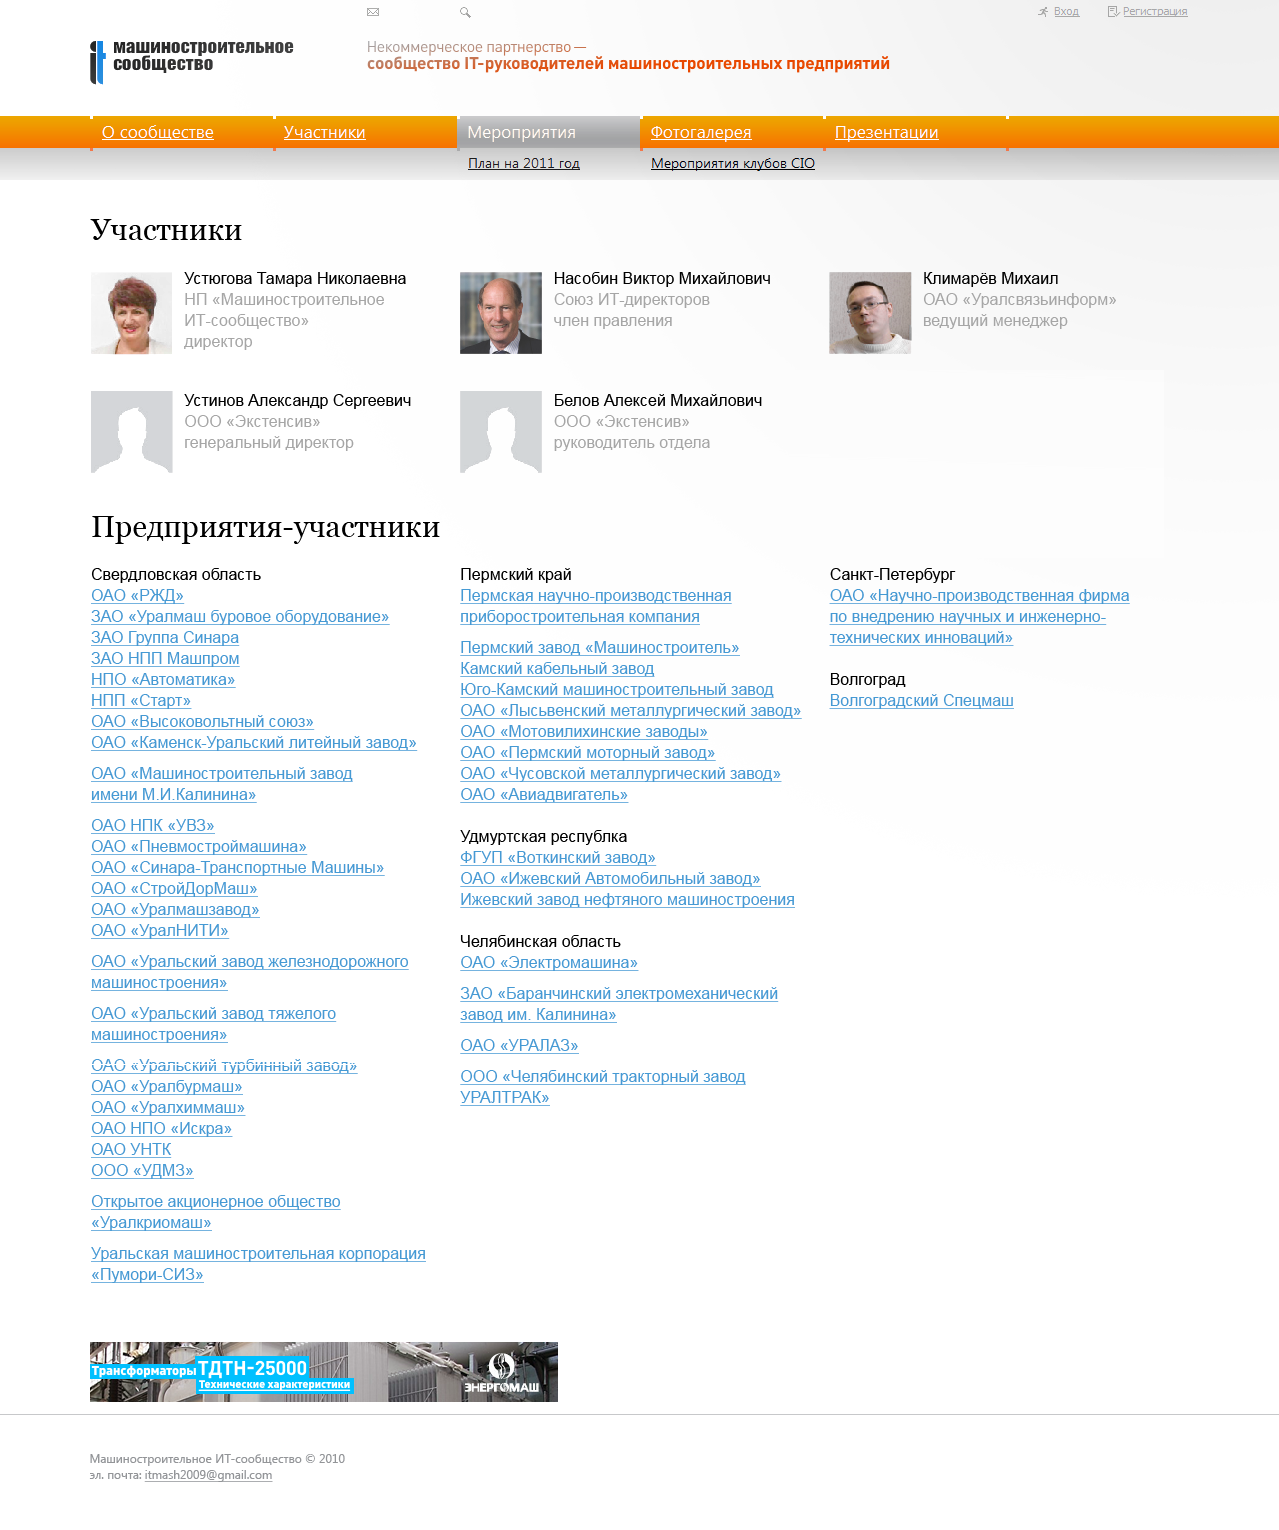 Вход
Регистрация
машиностроительное
сообщество
Некоммерческое партнерство —
сообщество IT-руководителей машиностроительных предприятий
О сообществе
Участники
Мероприятия
Фотогалерея
Презентации
План на 2011 год
Мероприятия клубов CIO
Участники
Устюгова Тамара Николаевна
НП «Машиностроительное
ИТ-сообщество»
директор
Насобин Виктор Михайлович
Союз ИТ-директоров
член правления
Климарёв Михаил
ОАО «Уралсвязьинформ»
ведущий менеджер
Устинов Александр Сергеевич
ООО «Экстенсив»
генеральный директор
Белов Алексей Михайлович
ООО «Экстенсив»
руководитель отдела
Предприятия-участники
Свердловская область
ОАО «РЖД»
ЗАО «Уралмаш буровое оборудование»
ЗАО Группа Синара
ЗАО НПП Машпром
НПО «Автоматика»
НПП «Старт»
ОАО «Высоковольтный союз»
ОАО «Каменск-Уральский литейный завод»
ОАО «Машиностроительный завод
имени М.И.Калинина»
ОАО НПК «УВЗ»
ОАО «Пневмостроймашина»
ОАО «Синара-Транспортные Машины»
ОАО «СтройДорМаш»
ОАО «Уралмашзавод»
ОАО «УралНИТИ»
ОАО «Уральский завод железнодорожного
машиностроения»
ОАО «Уральский завод тяжелого
машиностроения»
ОАО «Уральский турбинный завод»
ОАО «Уралбурмаш»
ОАО «Уралхиммаш»
ОАО НПО «Искра»
ОАО УНТК
ООО «УДМЗ»
Открытое акционерное общество
«Уралкриомаш»
Уральская машиностроительная корпорация
«Пумори-СИЗ»
Пермский край
Пермская научно-производственная
приборостроительная компания
Пермский завод «Машиностроитель»
Камский кабельный завод
Юго-Камский машиностроительный завод
ОАО «Лысьвенский металлургический завод»
ОАО «Мотовилихинские заводы»
ОАО «Пермский моторный завод»
ОАО «Чусовской металлургический завод»
ОАО «Авиадвигатель»
Удмуртская республка
ФГУП «Воткинский завод»
ОАО «Ижевский Автомобильный завод»
Ижевский завод нефтяного машиностроения
Челябинская область
ОАО «Электромашина»
ЗАО «Баранчинский электромеханический
завод им. Калинина»
ОАО «УРАЛАЗ»
ООО «Челябинский тракторный завод
УРАЛТРАК»
Санкт-Петербург
ОАО «Научно-производственная фирма
по внедрению научных и инженерно-
технических инноваций»
Волгоград
Волгоградский Спецмаш
Трансформаторы ТДТН-25000
Технические характеристики
ЭНЕРГОМАШ
Машиностроительное ИТ-сообщество © 2010
эл. почта: itmash2009@gmail.com